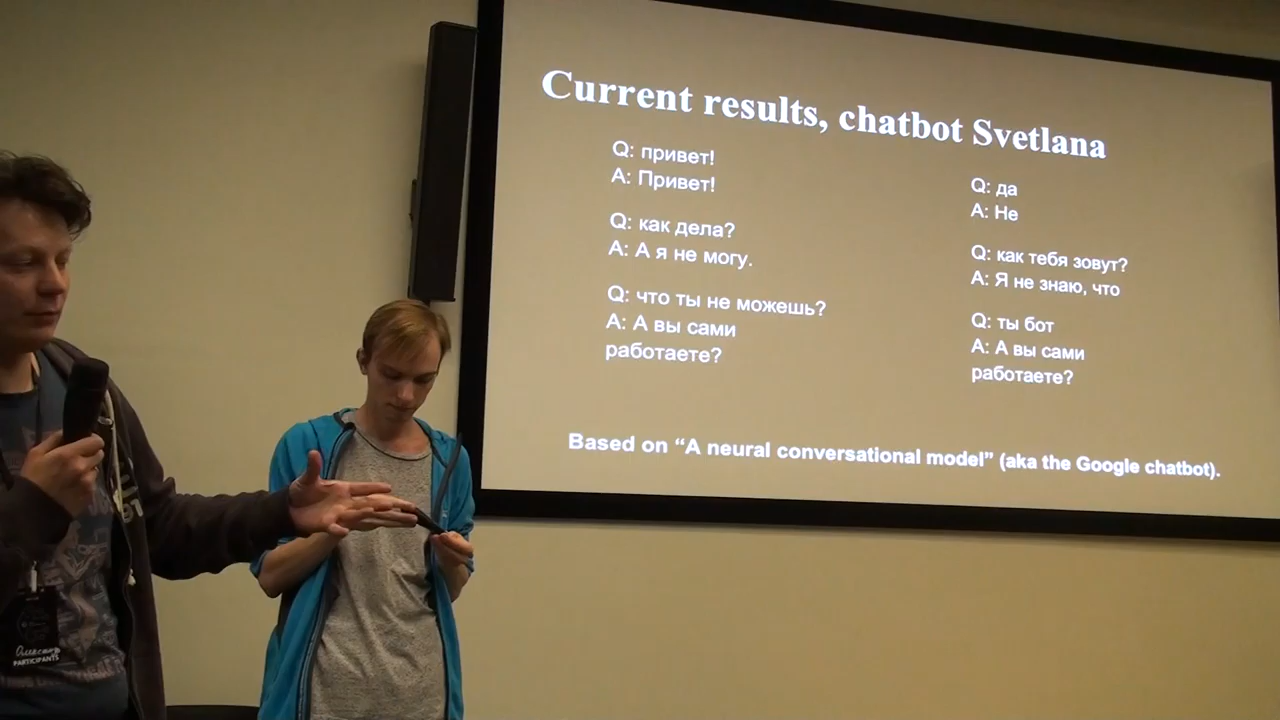 Current results, chatbot Svetlana
Q: привет!
A: Привет!
Q: как дела?
A: А я не могу.
Q: что ты не можешь?
A: А вы сами
работаете?
Q: да
A: Не
Q: как тебя зовут?
A: Я не знаю, что
Q: ты бот
A: А вы сами
работаете?
Based on “A neural conversational model” (aka the Google chatbot).
Александр
PARTICIPANTS